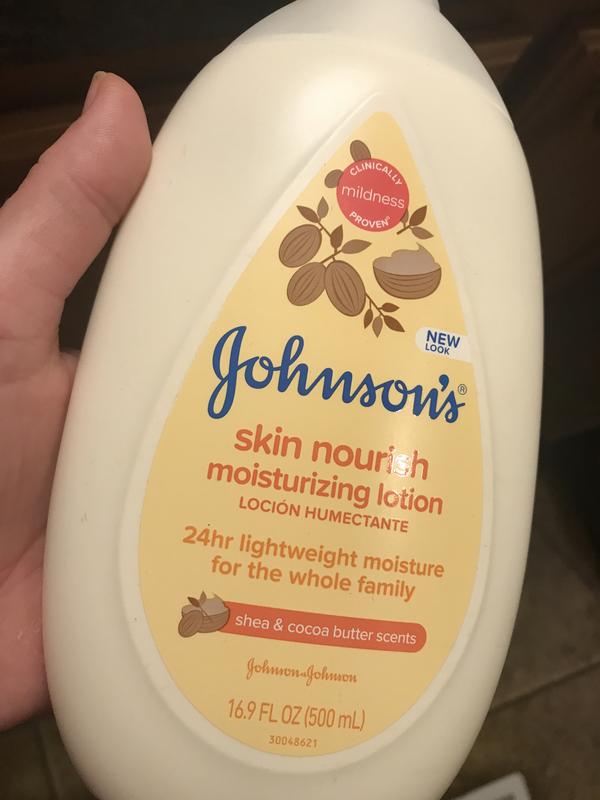 CLINICALLY
mildness
PROVEN®
NEW
LOOK
Johnson's®
skin nourish
moisturizing lotion
LOCIÓN HUMECTANTE
24hr lightweight moisture
for the whole family
shea & cocoa butter scents
Johnson&Johnson
16.9 FL OZ (500 mL)
30048621